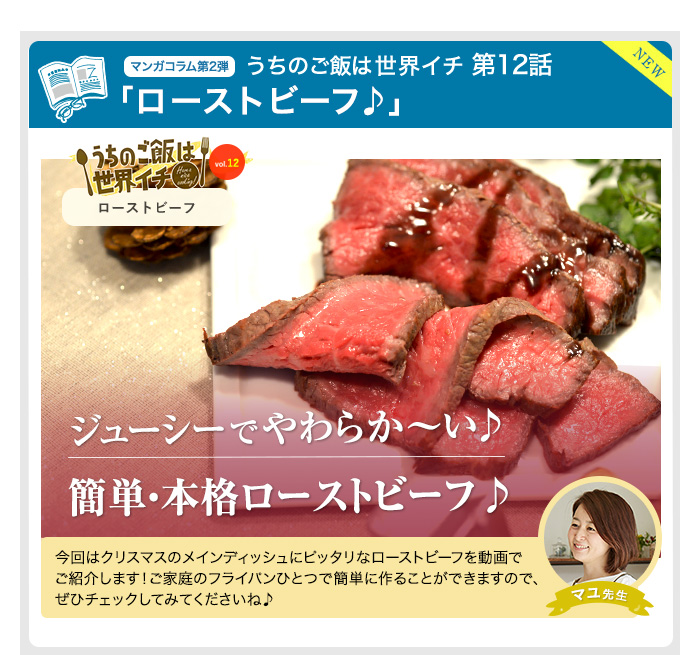 マンガコラム第2弾 うちのご飯は世界イチ 第12話
「ローストビーフ♪」
NEW
うちのご飯は
世界イチ
vol.12
ローストビーフ
ジューシーでやわらか〜い♪
簡単・本格ローストビーフ♪
今回はクリスマスのメインディッシュにピッタリなローストビーフを動画で
ご紹介します!ご家庭のフライパンひとつで簡単に作ることができますので、
ぜひチェックしてみてくださいね♪
マユ先生